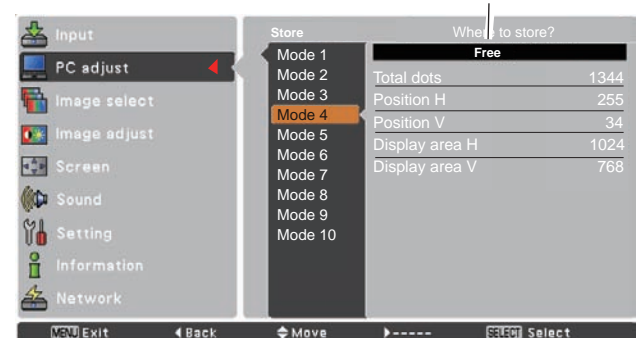 Input
PC adjust
Image select
Image adjust
Screen
Sound
Setting
Information
Network
Store
Mode 1
Mode 2
Mode 3
Mode 4
Mode 5
Mode 6
Mode 7
Mode 8
Mode 9
Mode 10
Where to store?
Free
Total dots 1344
Position H 255
Position V 34
Display area H 1024
Display area V 768
MENU Exit Back Move ----- SELECT Select